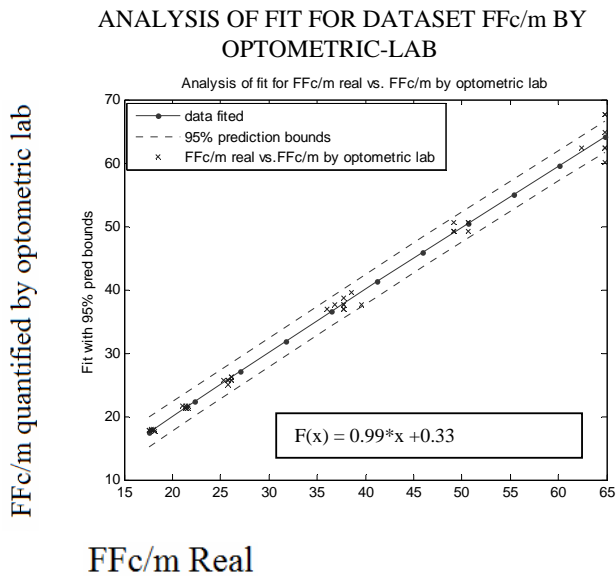 ANALYSIS OF FIT FOR DATASET FFc/m BY
OPTOMETRIC-LAB
Analysis of fit for FFc/m real vs. FFc/m by optometric lab
FFc/m quantified by optometric lab
Fit with 95% pred bounds
70
60
50
40
30
20
10
data fited
95% prediction bounds
FFc/m real vs.FFc/m by optometric lab
F(x) = 0.99*x +0.33
15 20 25 30 35 40 45 50 55 60 65
FFc/m Real